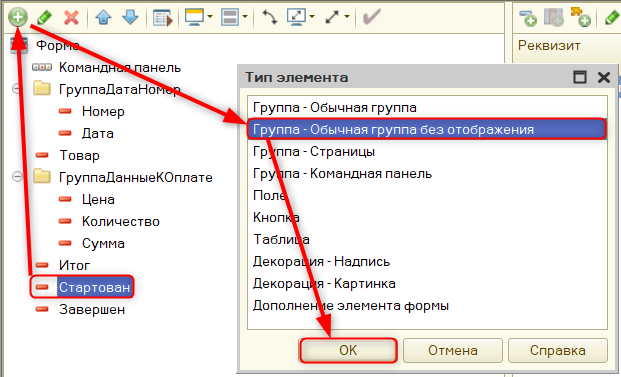 Форма
Командная панель
ГруппаДатаНомер
Номер
Дата
Товар
ГруппаДанныеКОплате
Цена
Количество
Сумма
Итог
Стартован
Завершен
Реквизит
Тип элемента
Группа - Обычная группа
Группа - Обычная группа без отображения
Группа - Страницы
Группа - Командная панель
Поле
Кнопка
Таблица
Декорация - Надпись
Декорация - Картинка
Дополнение элемента формы
ОК
Отмена
Справка